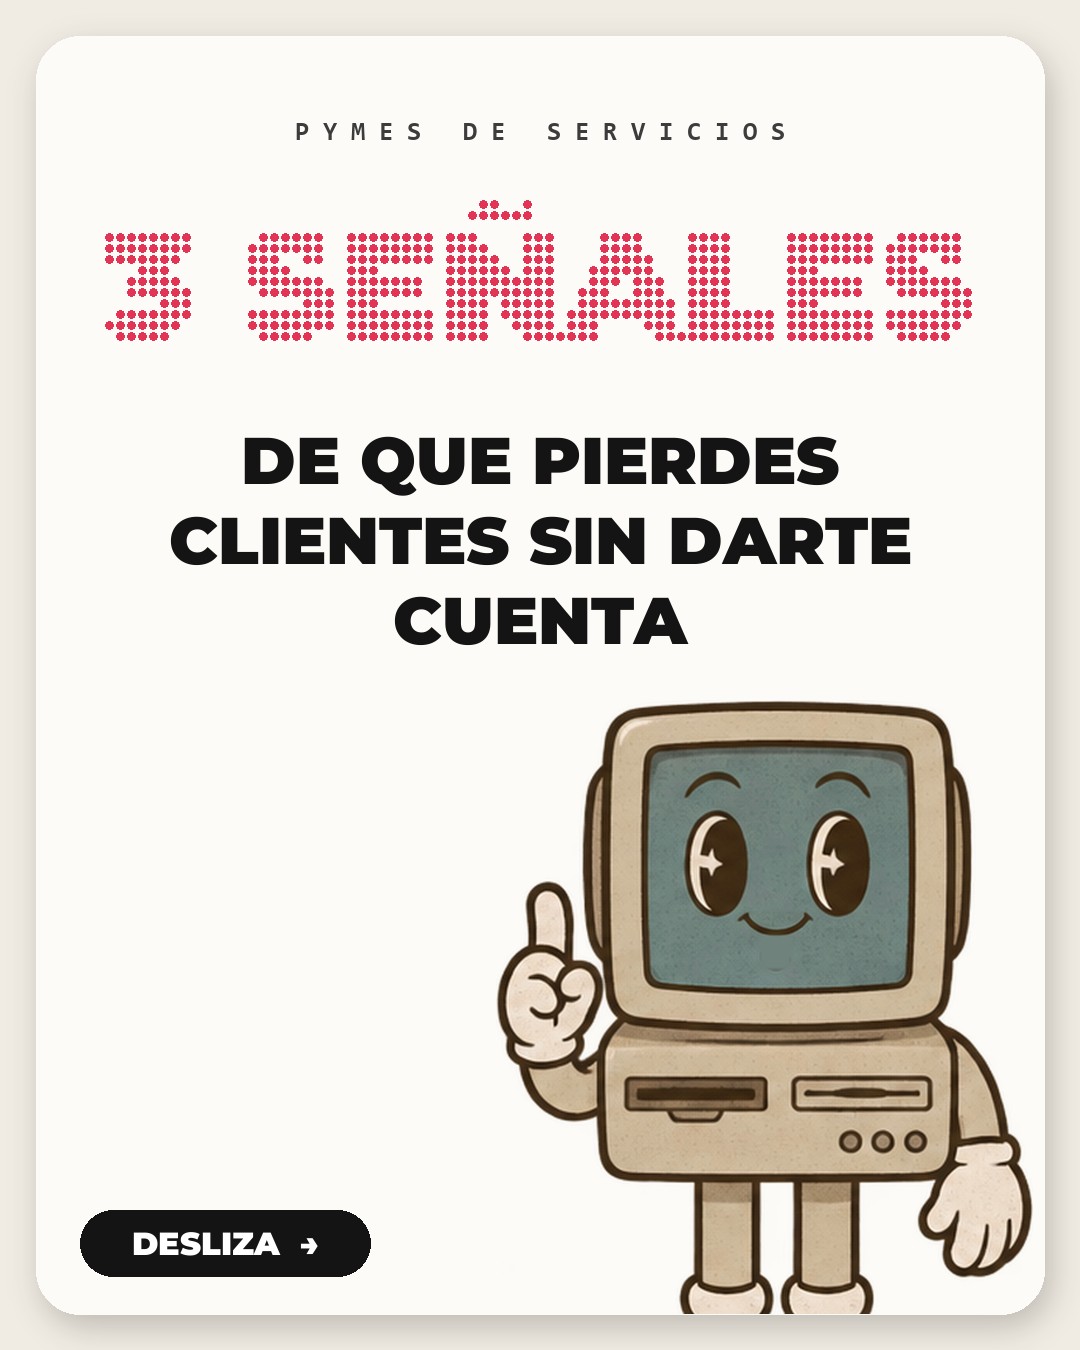 PYMES DE SERVICIOS
3 SEÑALES
DE QUE PIERDES
CLIENTES SIN DARTE
CUENTA
DESLIZA →